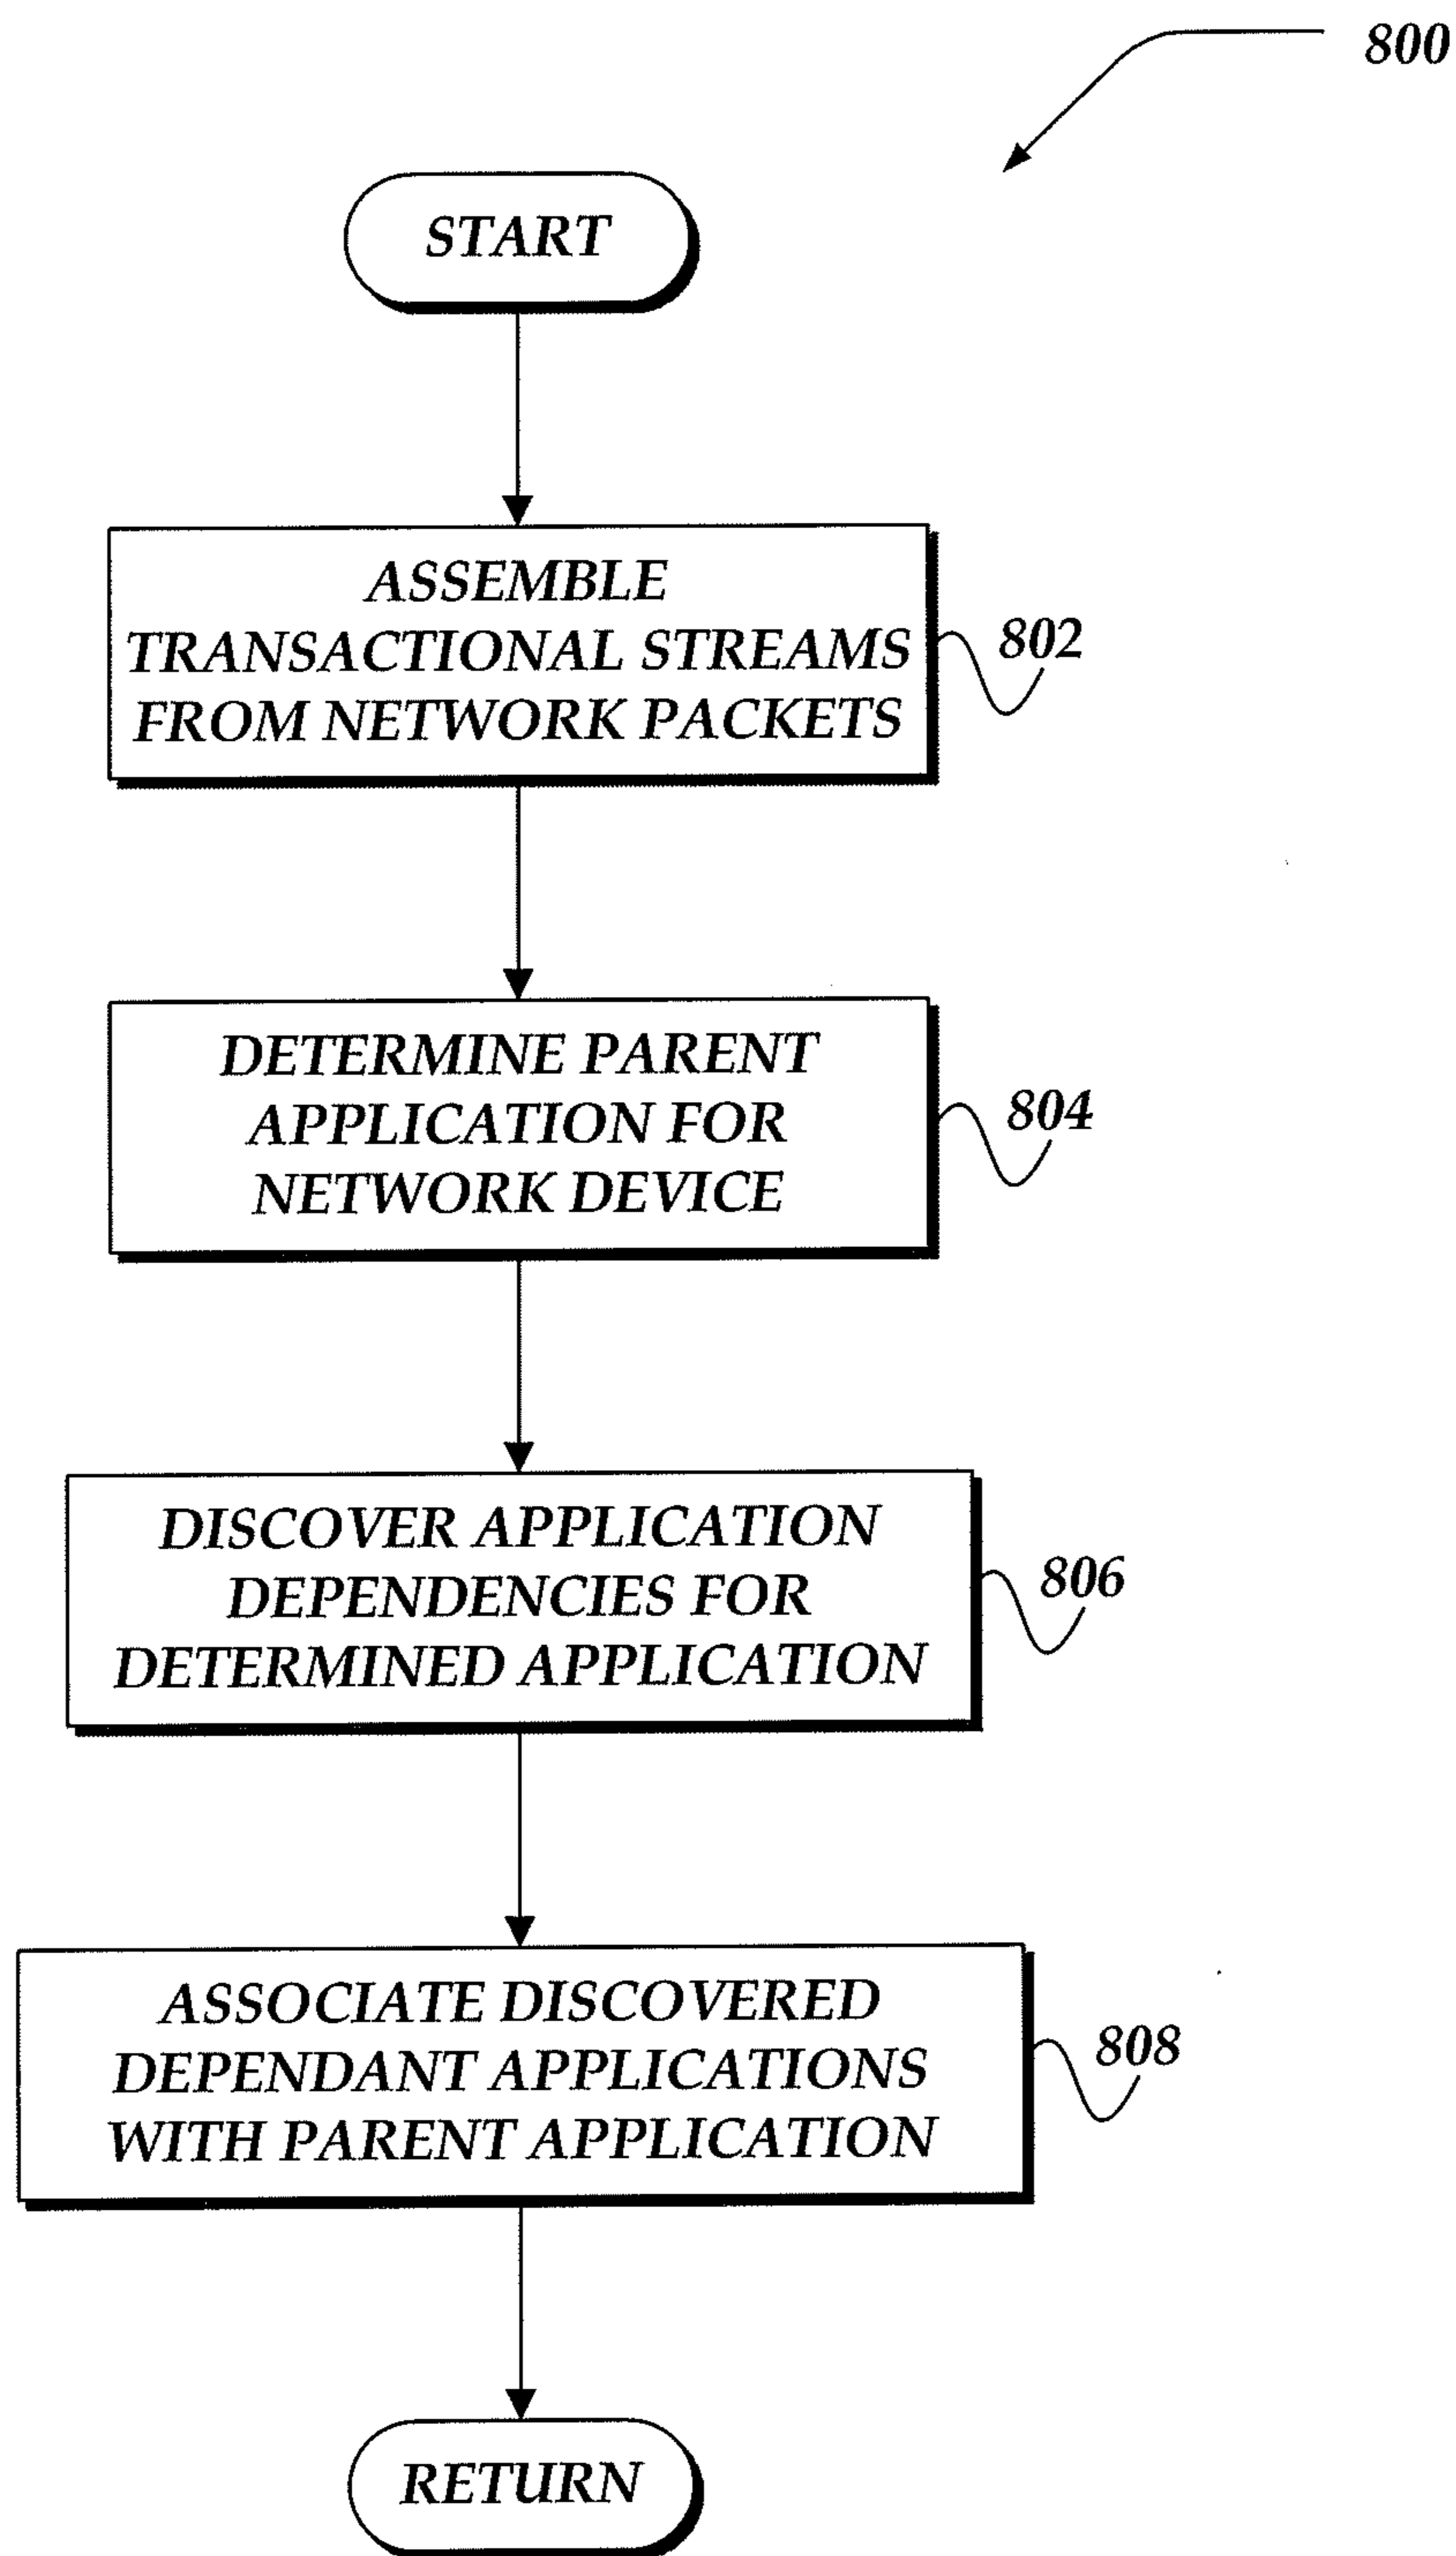 800
START
ASSEMBLE
TRANSACTIONAL STREAMS
FROM NETWORK PACKETS
802
DETERMINE PARENT
APPLICATION FOR
NETWORK DEVICE
804
DISCOVER APPLICATION
DEPENDENCIES FOR
DETERMINED APPLICATION
806
ASSOCIATE DISCOVERED
DEPENDANT APPLICATIONS
WITH PARENT APPLICATION
808
RETURN